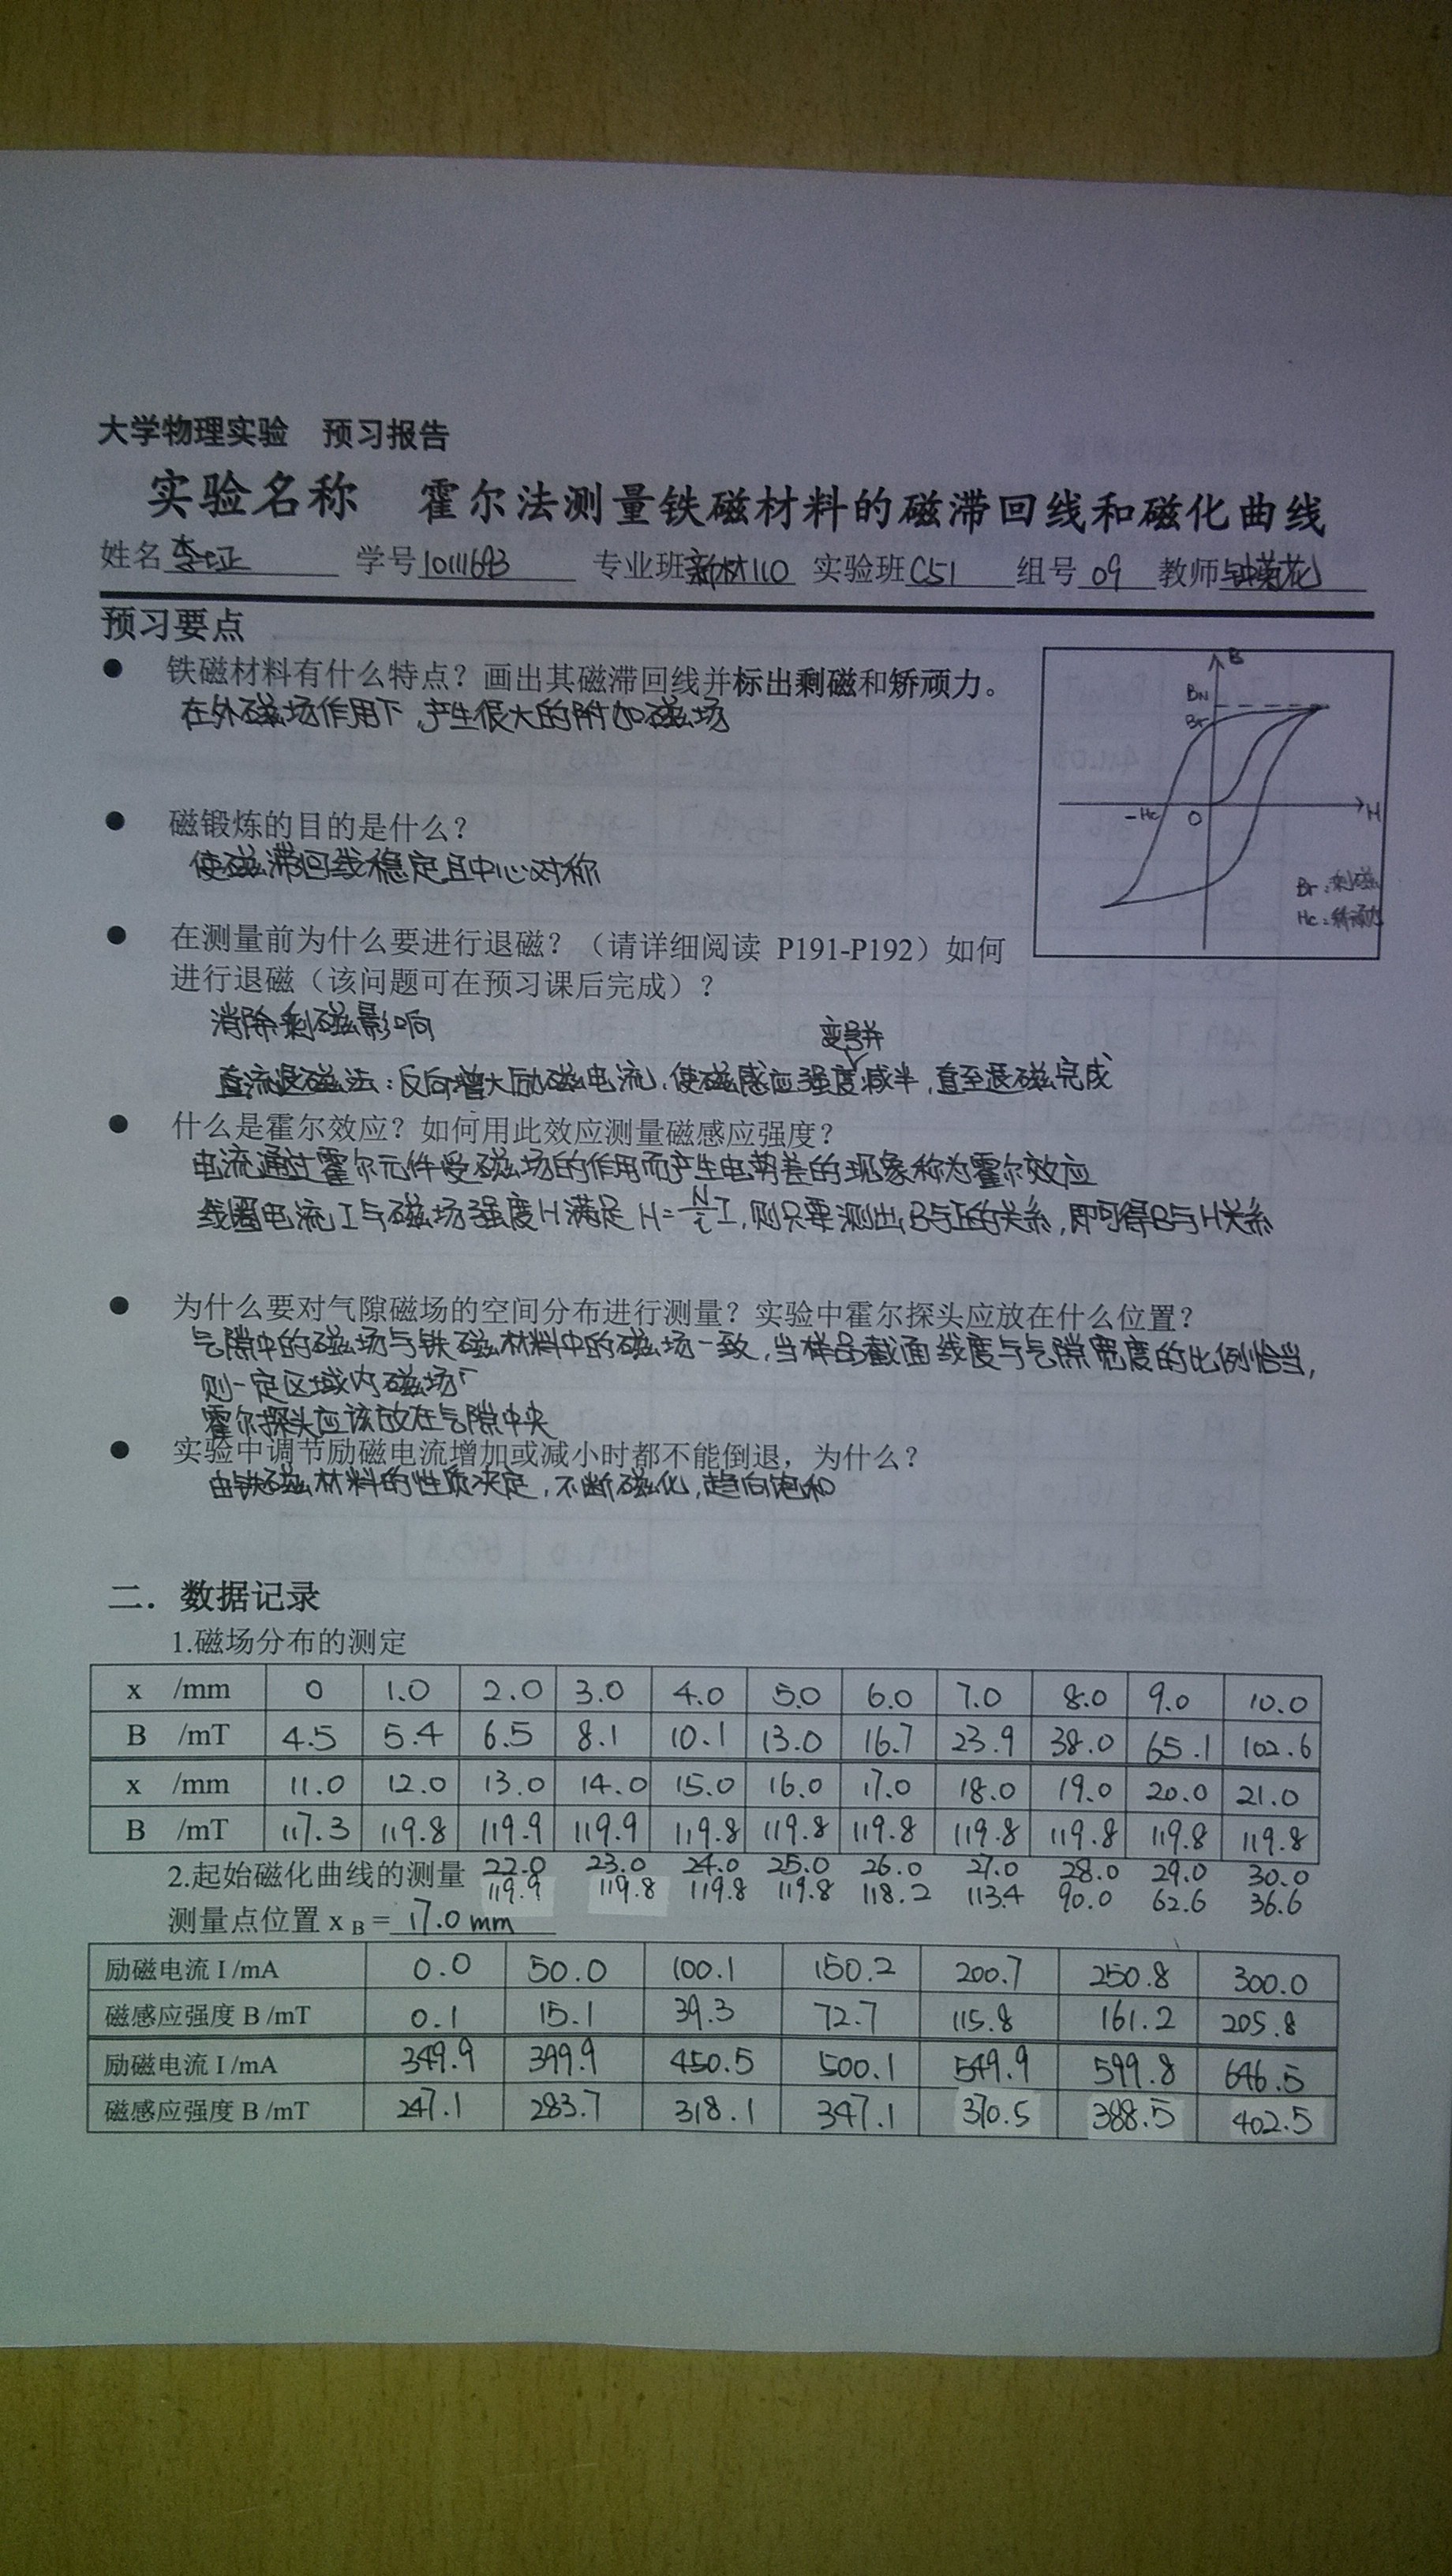 大学物理实验 预习报告
实验名称 霍尔法测量铁磁材料的磁滞回线和磁化曲线
姓名 李 学号 10111693 专业班 新材110 实验班 C51 组号 09 教师 钟菊花
预习要点
● 铁磁材料有什么特点？画出其磁滞回线并标出剩磁和矫顽力。
在外磁场作用下,产生很大的附加磁场
B
BN
Br
-Hc
O
H
Br:剩磁
Hc:矫顽力
● 磁锻炼的目的是什么？
使磁滞回线稳定且中心对称
● 在测量前为什么要进行退磁？（请详细阅读 P191-P192）如何
进行退磁（该问题可在预习课后完成）？
消除剩磁影响
变号并
直流退磁法:反向增大励磁电流,使磁感应强度减半,直至退磁完成
● 什么是霍尔效应？如何用此效应测量磁感应强度？
电流通过霍尔元件受磁场的作用而产生电势差的现象称为霍尔效应
线圈电流I与磁场强度H满足 H=N/l I,则只要测出B与I的关系,即可得B与H关系
● 为什么要对气隙磁场的空间分布进行测量？实验中霍尔探头应放在什么位置？
气隙中的磁场与铁磁材料中的磁场一致,当样品截面线度与气隙宽度的比例恰当,
则一定区域内磁场
霍尔探头应该放在气隙中央
● 实验中调节励磁电流增加或减小时都不能倒退，为什么？
由铁磁材料的性质决定,不断磁化,趋向饱和
二．数据记录
1.磁场分布的测定
x /mm 0 1.0 2.0 3.0 4.0 5.0 6.0 7.0 8.0 9.0 10.0
B /mT 4.5 5.4 6.5 8.1 10.1 13.0 16.7 23.9 38.0 65.1 102.6
x /mm 11.0 12.0 13.0 14.0 15.0 16.0 17.0 18.0 19.0 20.0 21.0
B /mT 117.3 119.8 119.9 119.9 119.8 119.8 119.8 119.8 119.8 119.8 119.8
2.起始磁化曲线的测量 22.0 23.0 24.0 25.0 26.0 27.0 28.0 29.0 30.0
119.9 119.8 119.8 119.8 118.2 113.4 90.0 62.6 36.6
测量点位置 x B = 17.0 mm
励磁电流 I /mA 0.0 50.0 100.1 150.2 200.7 250.8 300.0
磁感应强度 B /mT 0.1 15.1 39.3 72.7 115.8 161.2 205.8
励磁电流 I /mA 349.9 399.9 450.5 500.1 549.9 599.8 646.5
磁感应强度 B /mT 247.1 283.7 318.1 347.1 370.5 388.5 402.5